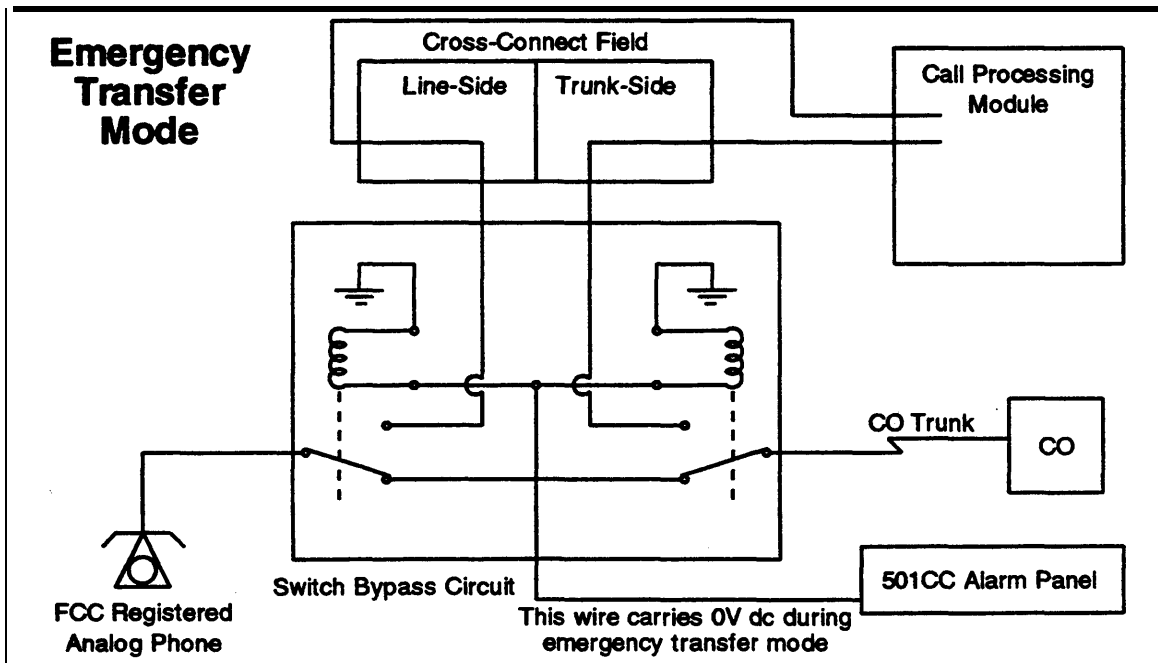 Emergency
Transfer
Mode
Cross-Connect Field
Line-Side
Trunk-Side
Call Processing
Module
CO Trunk
CO
501CC Alarm Panel
Switch Bypass Circuit
This wire carries 0V dc during
emergency transfer mode
FCC Registered
Analog Phone